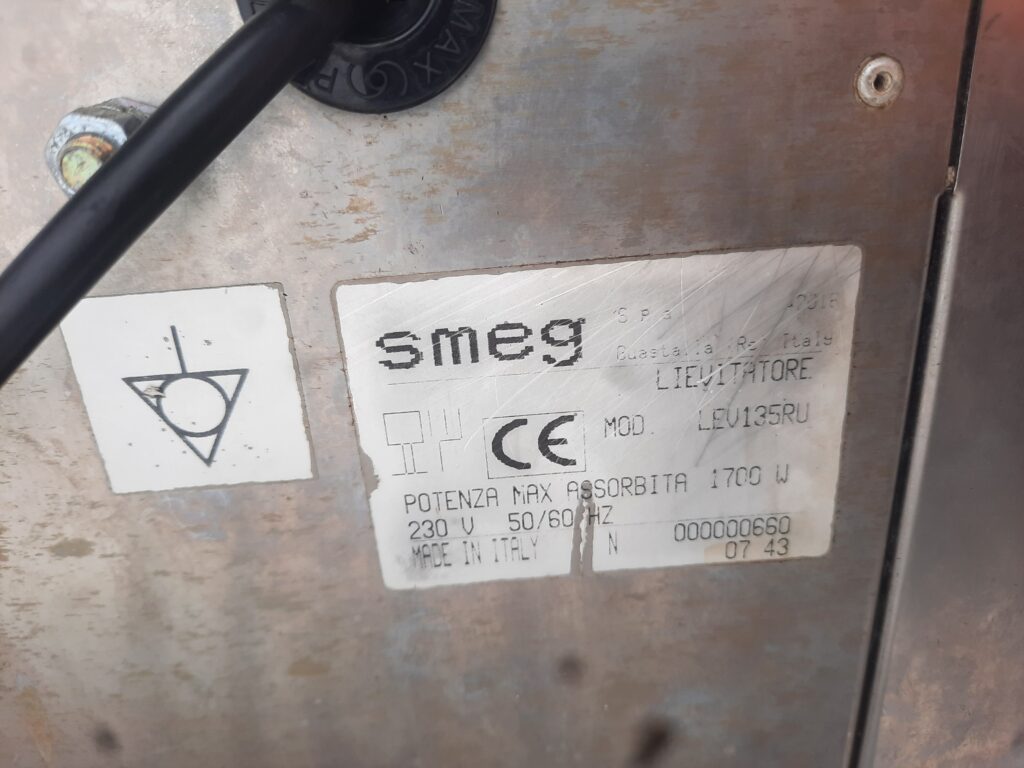 MAX
smeg S.p.a.
Guastalla Re Italy
LIEVITATORE
CE MOD. LEV135RU
POTENZA MAX ASSORBITA 1700 W
230 V 50/60 HZ
MADE IN ITALY N 000000660
07 43